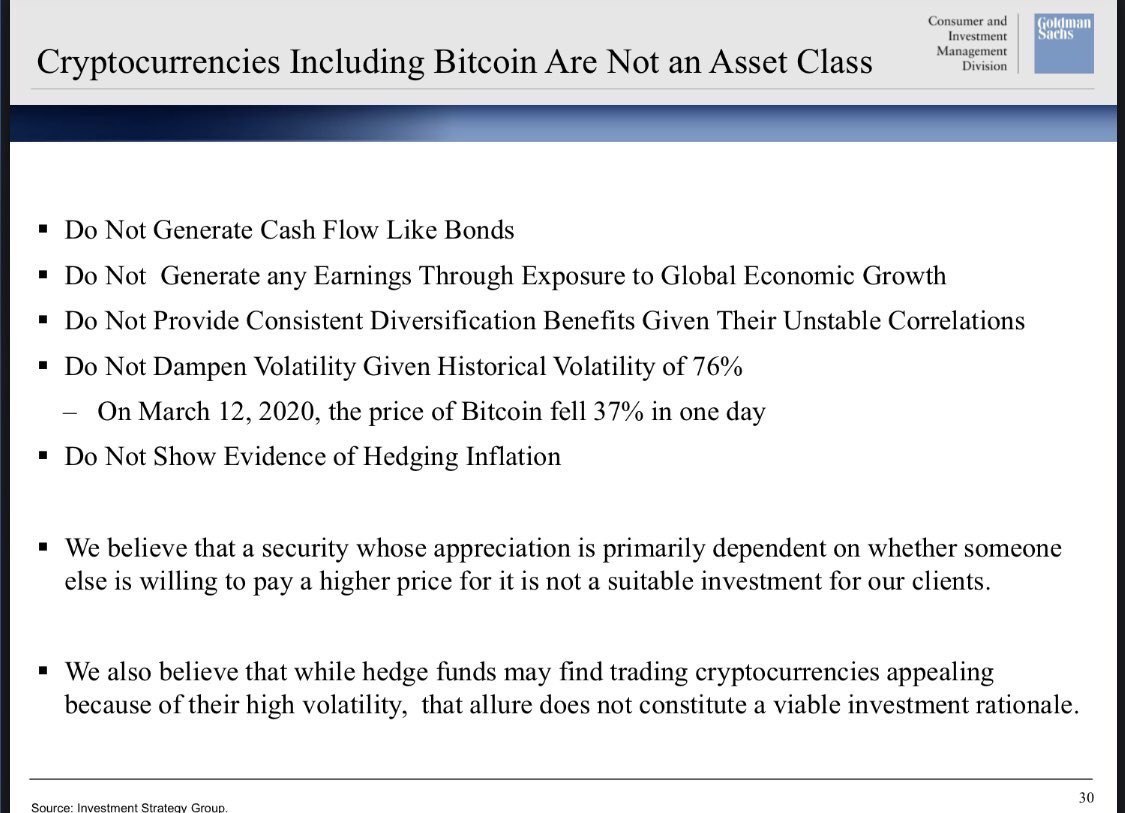 Consumer and
Investment
Management
Division
Goldman
Sachs
Cryptocurrencies Including Bitcoin Are Not an Asset Class
▪ Do Not Generate Cash Flow Like Bonds
▪ Do Not  Generate any Earnings Through Exposure to Global Economic Growth
▪ Do Not Provide Consistent Diversification Benefits Given Their Unstable Correlations
▪ Do Not Dampen Volatility Given Historical Volatility of 76%
– On March 12, 2020, the price of Bitcoin fell 37% in one day
▪ Do Not Show Evidence of Hedging Inflation
▪ We believe that a security whose appreciation is primarily dependent on whether someone
else is willing to pay a higher price for it is not a suitable investment for our clients.
▪ We also believe that while hedge funds may find trading cryptocurrencies appealing
because of their high volatility,  that allure does not constitute a viable investment rationale.
30
Source: Investment Strategy Group.